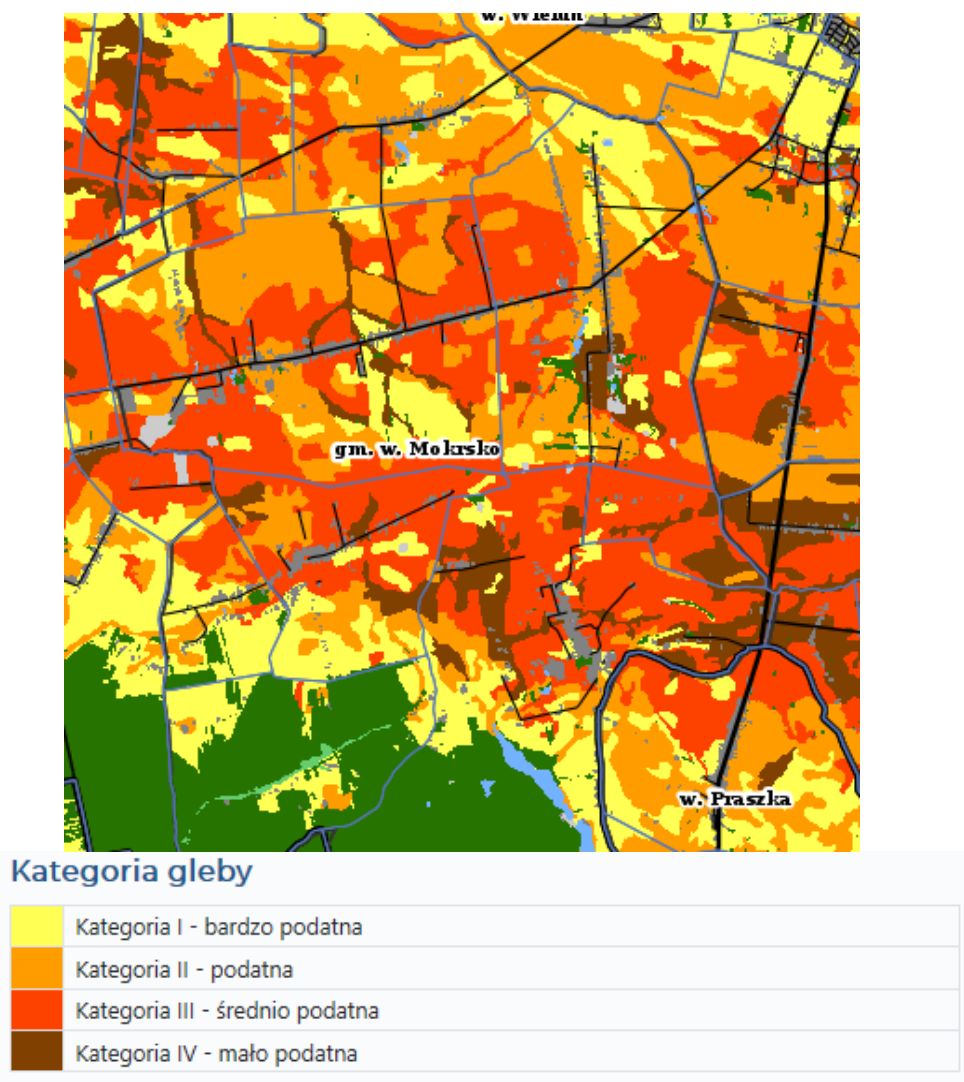 w. Wieluń
gm. w. Mokrsko
w. Praszka
Kategoria gleby
Kategoria I - bardzo podatna
Kategoria II - podatna
Kategoria III - średnio podatna
Kategoria IV - mało podatna